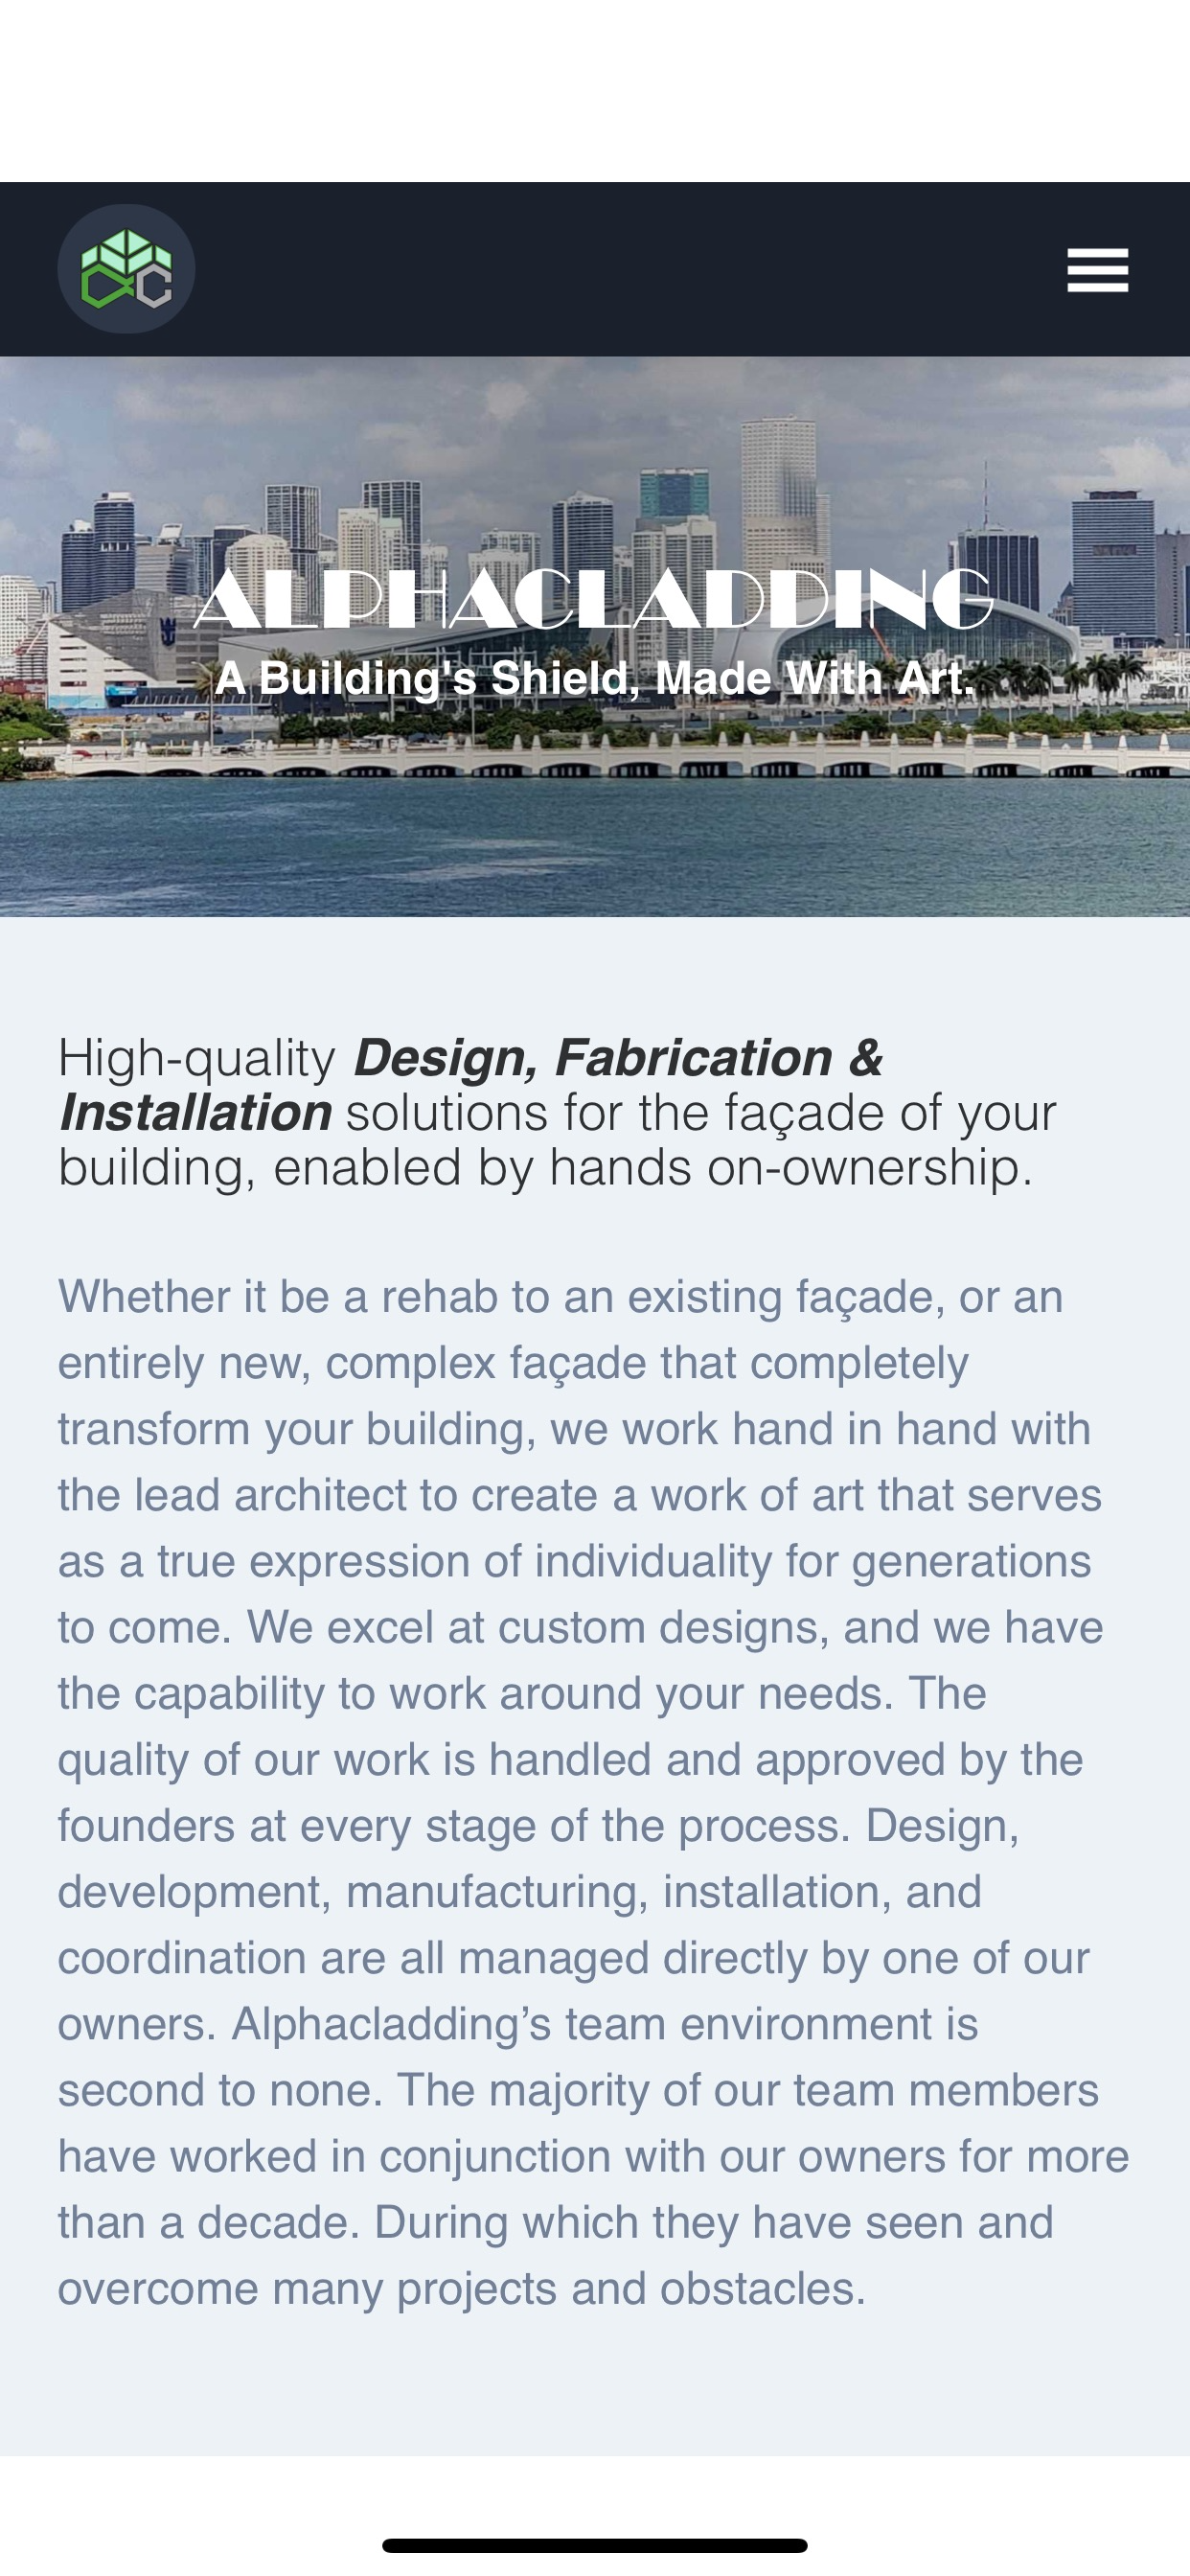 ALPHACLADDING
A Building's Shield, Made With Art.
High-quality Design, Fabrication &
Installation solutions for the façade of your
building, enabled by hands on-ownership.
Whether it be a rehab to an existing façade, or an
entirely new, complex façade that completely
transform your building, we work hand in hand with
the lead architect to create a work of art that serves
as a true expression of individuality for generations
to come. We excel at custom designs, and we have
the capability to work around your needs. The
quality of our work is handled and approved by the
founders at every stage of the process. Design,
development, manufacturing, installation, and
coordination are all managed directly by one of our
owners. Alphacladding’s team environment is
second to none. The majority of our team members
have worked in conjunction with our owners for more
than a decade. During which they have seen and
overcome many projects and obstacles.